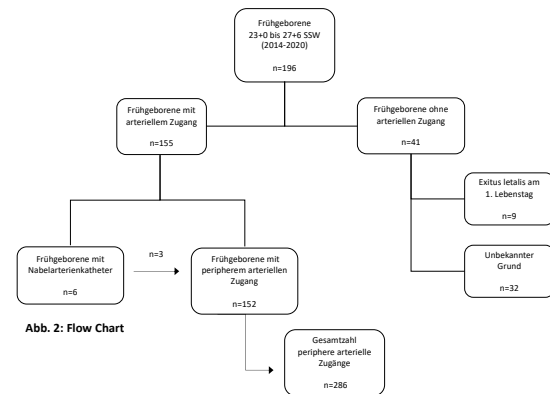 Frühgeborene
23+0 bis 27+6 SSW
(2014-2020)
n=196
Frühgeborene mit
arteriellem Zugang
n=155
Frühgeborene ohne
arteriellen Zugang
n=41
Exitus letalis am
1. Lebenstag
n=9
Unbekannter
Grund
n=32
Frühgeborene mit
Nabelarterienkatheter
n=6
n=3
Frühgeborene mit
peripherem arteriellen
Zugang
n=152
Gesamtzahl
periphere arterielle
Zugänge
n=286
Abb. 2: Flow Chart